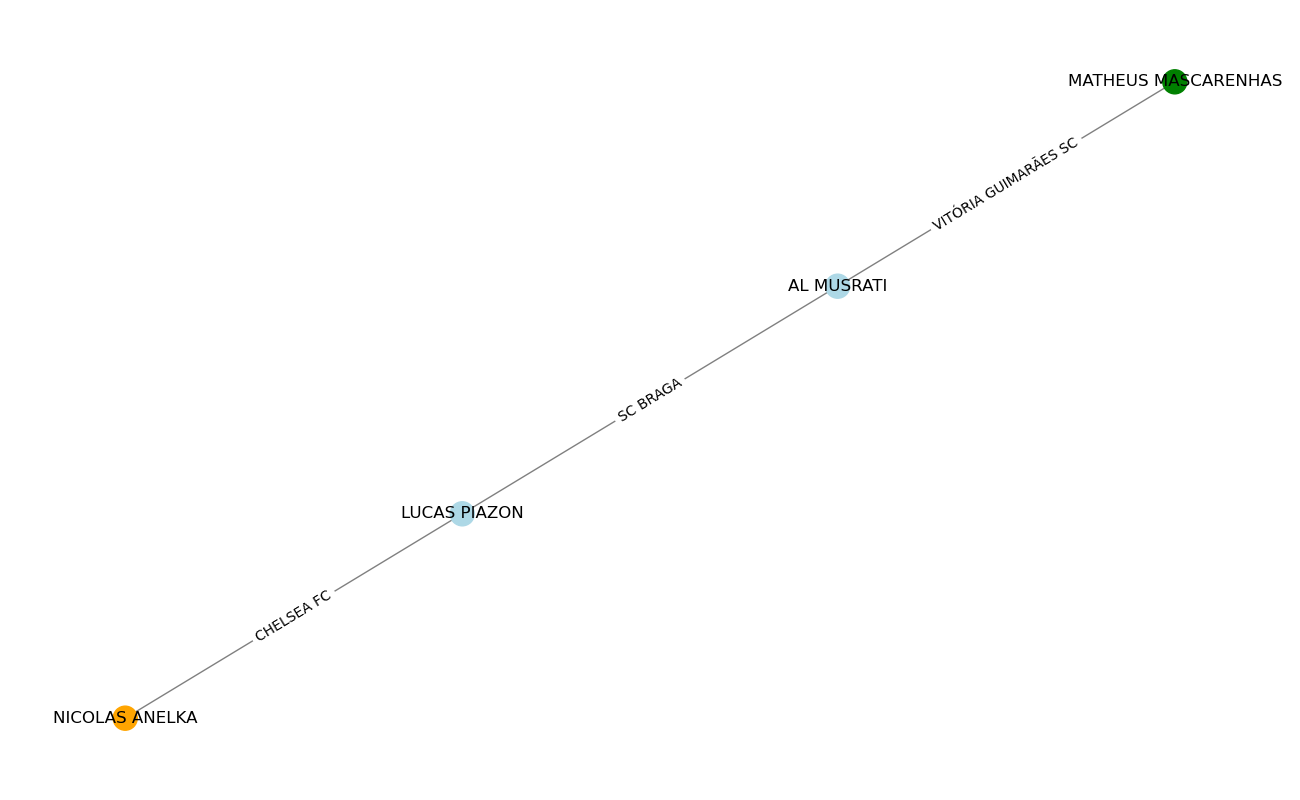 MATHEUS MASCARENHAS
VITÓRIA GUIMARÃES SC
AL MUSRATI
SC BRAGA
LUCAS PIAZON
CHELSEA FC
NICOLAS ANELKA